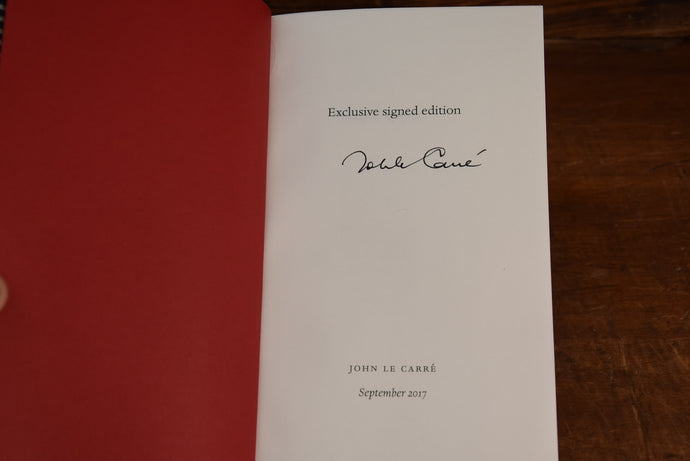 Exclusive signed edition
John le Carré
JOHN LE CARRÉ
September 2017